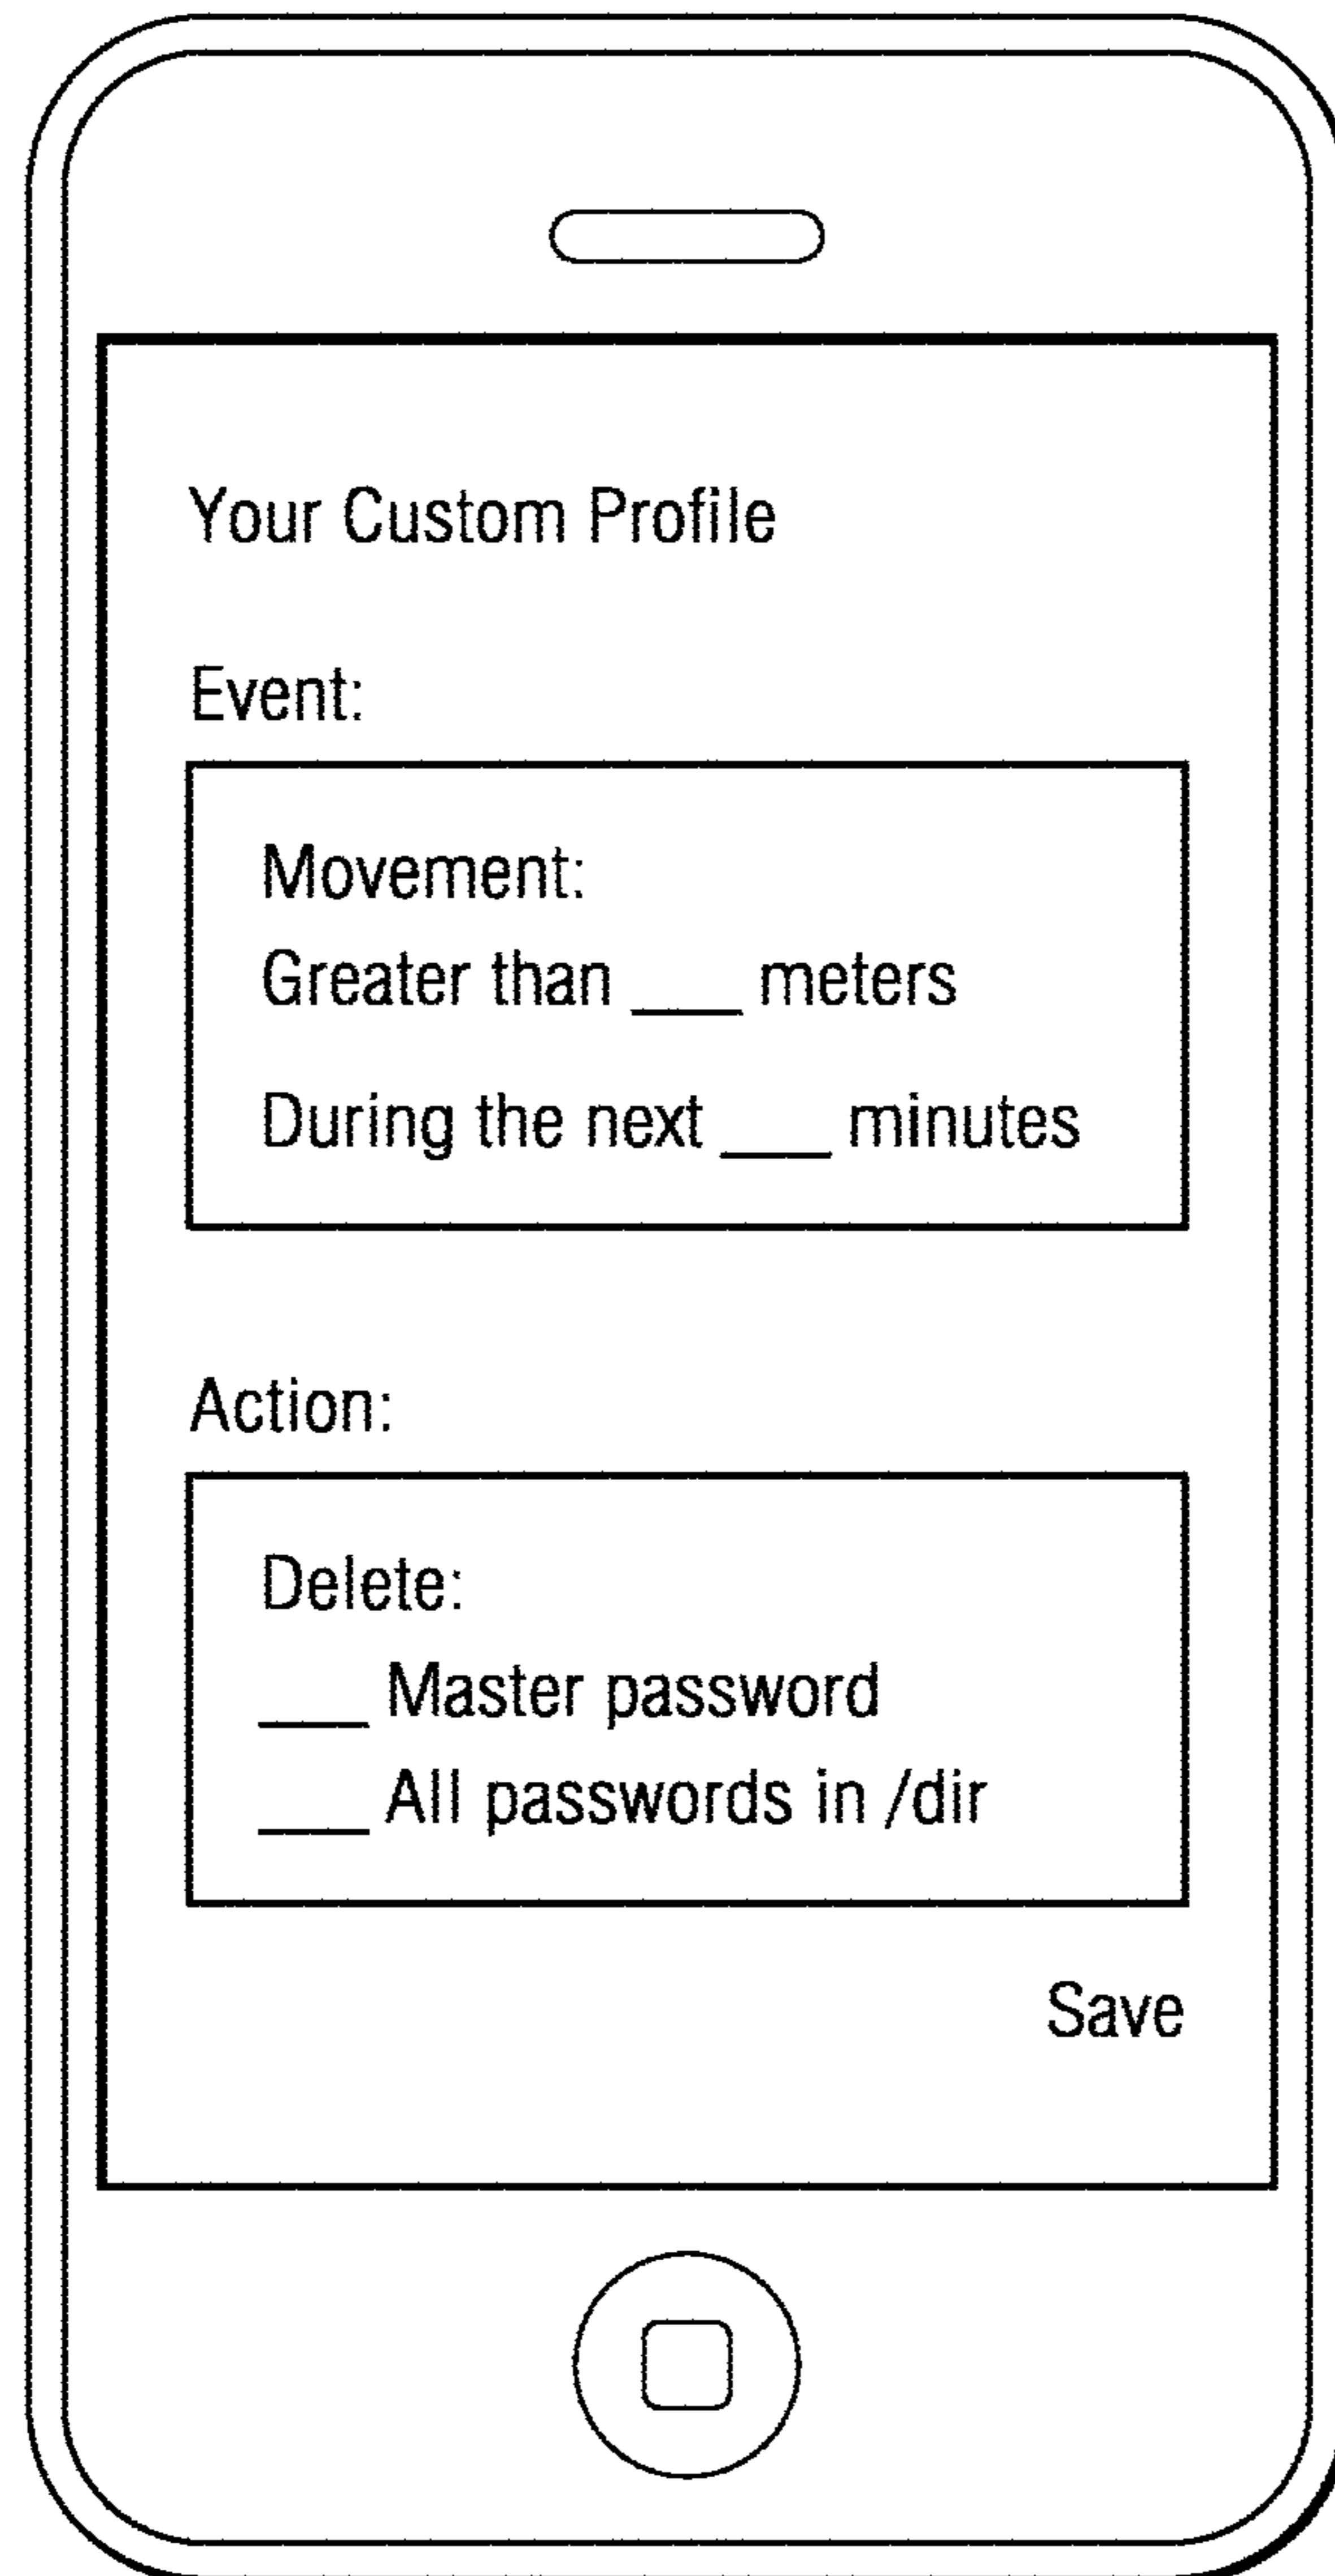 Your Custom Profile
Event:
Movement:
Greater than ___ meters
During the next ___ minutes
Action:
Delete:
___ Master password
___ All passwords in /dir
Save